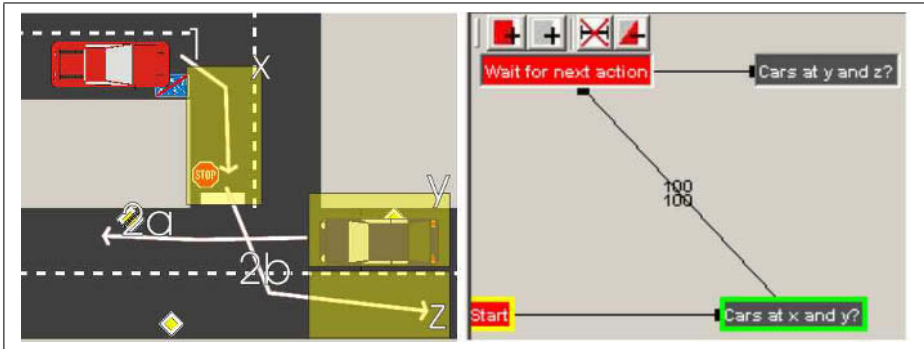 x
STOP
y
2a
2b
z
Wait for next action
Cars at y and z?
100
100
Start
Cars at x and y?